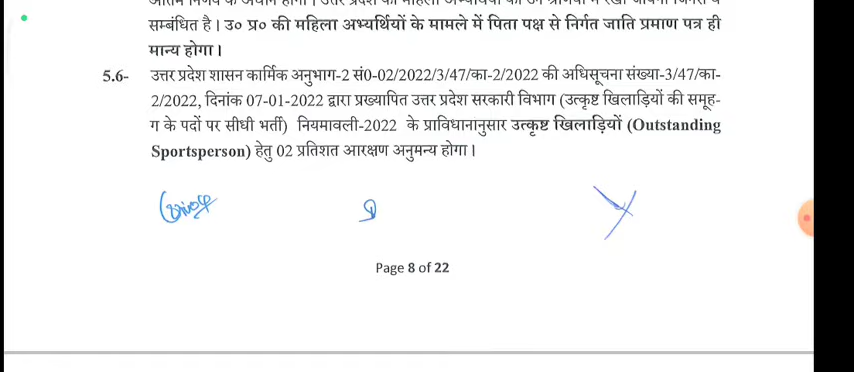 सम्बंधित है। उ० प्र० की महिला अभ्यर्थियों के मामले में पिता पक्ष से निर्गत जाति प्रमाण पत्र ही
मान्य होगा।
5.6- उत्तर प्रदेश शासन कार्मिक अनुभाग-2 सं0-02/2022/3/47/का-2/2022 की अधिसूचना संख्या-3/47/का-
2/2022, दिनांक 07-01-2022 द्वारा प्रख्यापित उत्तर प्रदेश सरकारी विभाग (उत्कृष्ट खिलाड़ियों की समूह-
ग के पदों पर सीधी भर्ती) नियमावली-2022 के प्राविधानानुसार उत्कृष्ट खिलाड़ियों (Outstanding
Sportsperson) हेतु 02 प्रतिशत आरक्षण अनुमन्य होगा।
Page 8 of 22